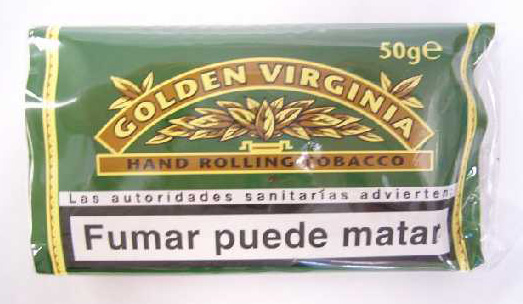 50g℮
GOLDEN VIRGINIA
HAND ROLLING TOBACCO
Las autoridades sanitarias advierten:
Fumar puede matar